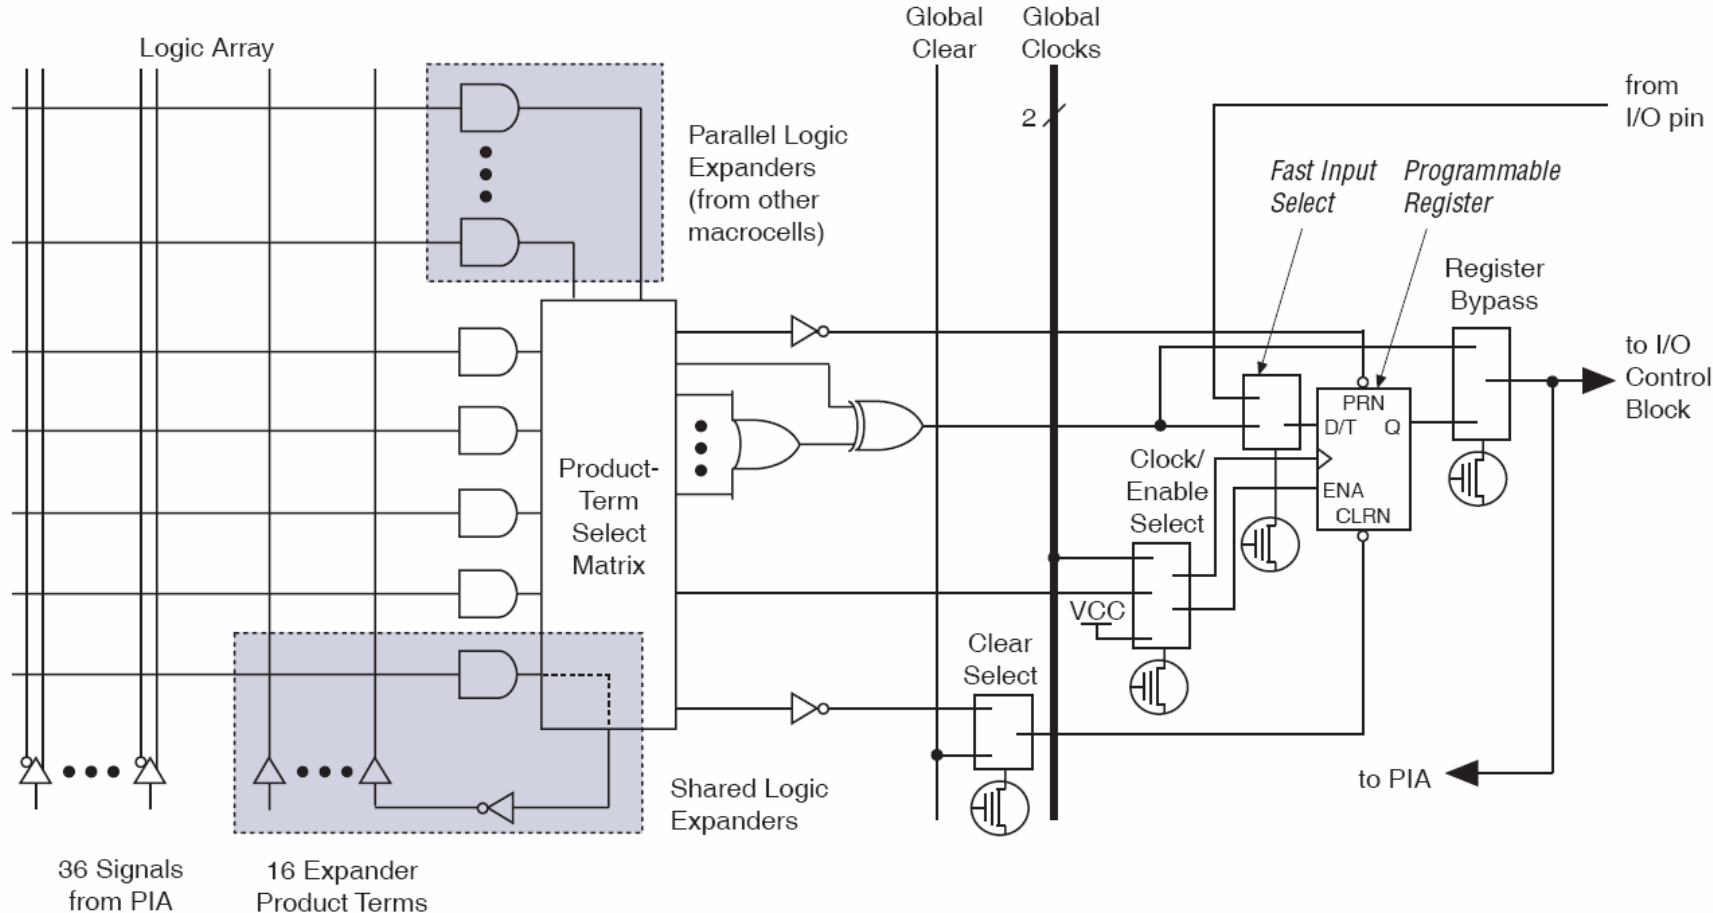 Global
Clear
Global
Clocks
Logic Array
from
I/O pin
2
Parallel Logic
Expanders
(from other
macrocells)
Fast Input
Select
Programmable
Register
Register
Bypass
to I/O
Control
Block
PRN
D/T
Q
ENA
CLRN
Clock/
Enable
Select
Product-
Term
Select
Matrix
VCC
Clear
Select
to PIA
Shared Logic
Expanders
36 Signals
from PIA
16 Expander
Product Terms